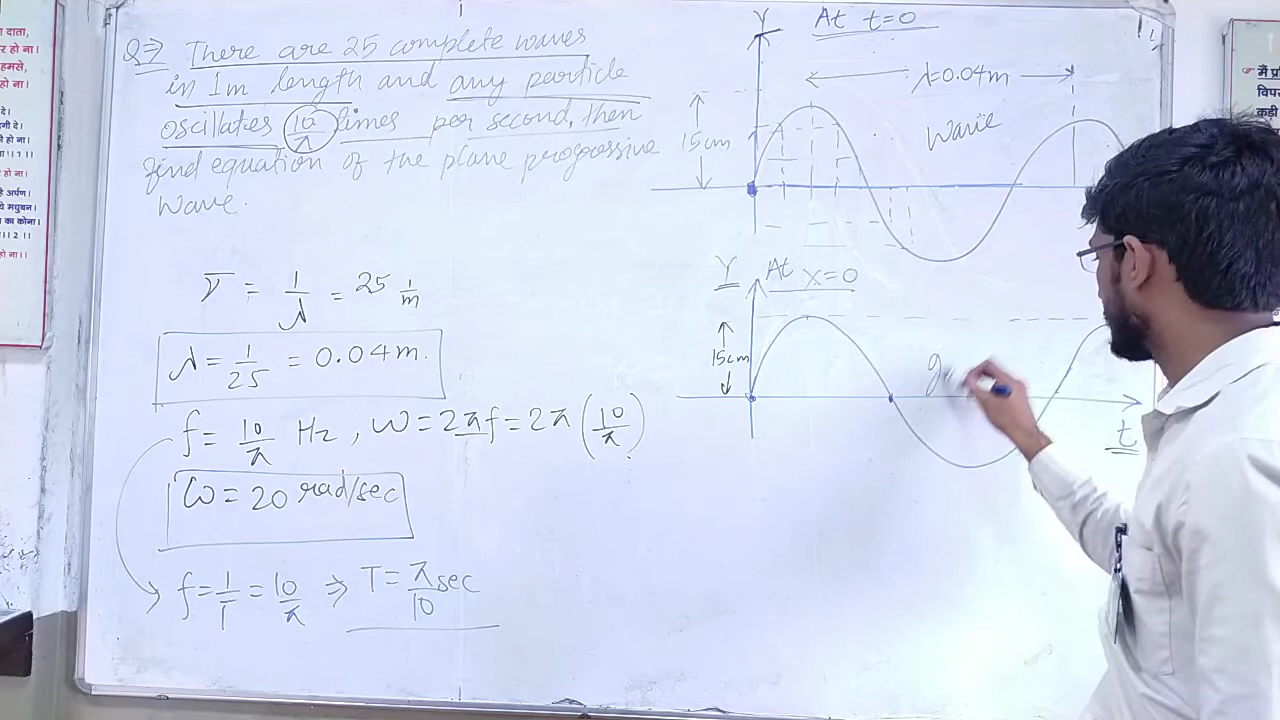 Q⇒ There are 25 complete waves
in 1m length and any particle
oscillates 10/π times per second, then
find equation of the plane progressive
wave.
ν̅ = 1/λ = 25 1/m
λ = 1/25 = 0.04m.
f = 10/π Hz, ω = 2πf = 2π(10/π)
ω = 20 rad/sec
f = 1/T = 10/π ⇒ T = π/10 sec
Y
At t=0
λ=0.04m
15cm
wave
Y
At x=0
15cm
t
दाता,
हमसे,
हो ना।